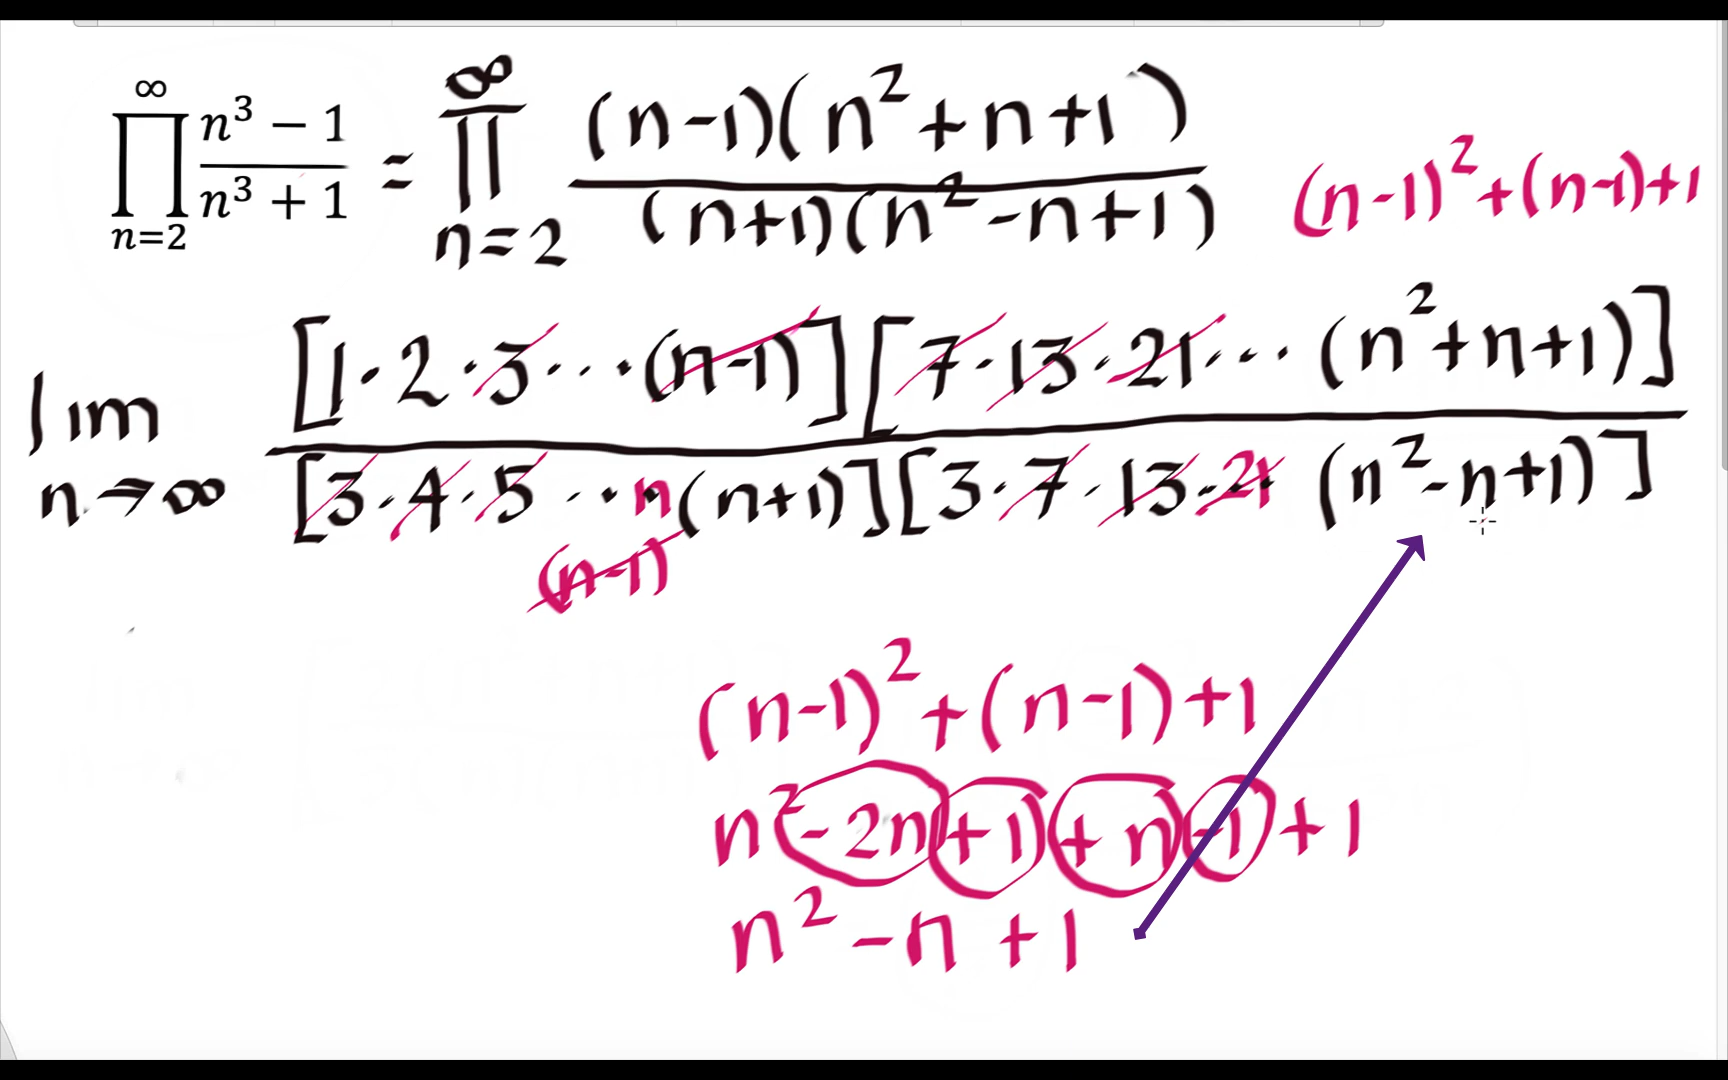 ∞ ∏ n=2 n³ − 1 / n³ + 1 = ∞ ∏ n=2 (n-1)(n²+n+1) / (n+1)(n²-n+1)
(n-1)²+(n-1)+1
lim n→∞ [1·2·3···(n-1)][7·13·21···(n²+n+1)] / [3·4·5···n(n+1)][3·7·13·21 (n²-n+1)]
(n-1)
(n-1)²+(n-1)+1
n²-2n+1+n-1+1
n²-n+1